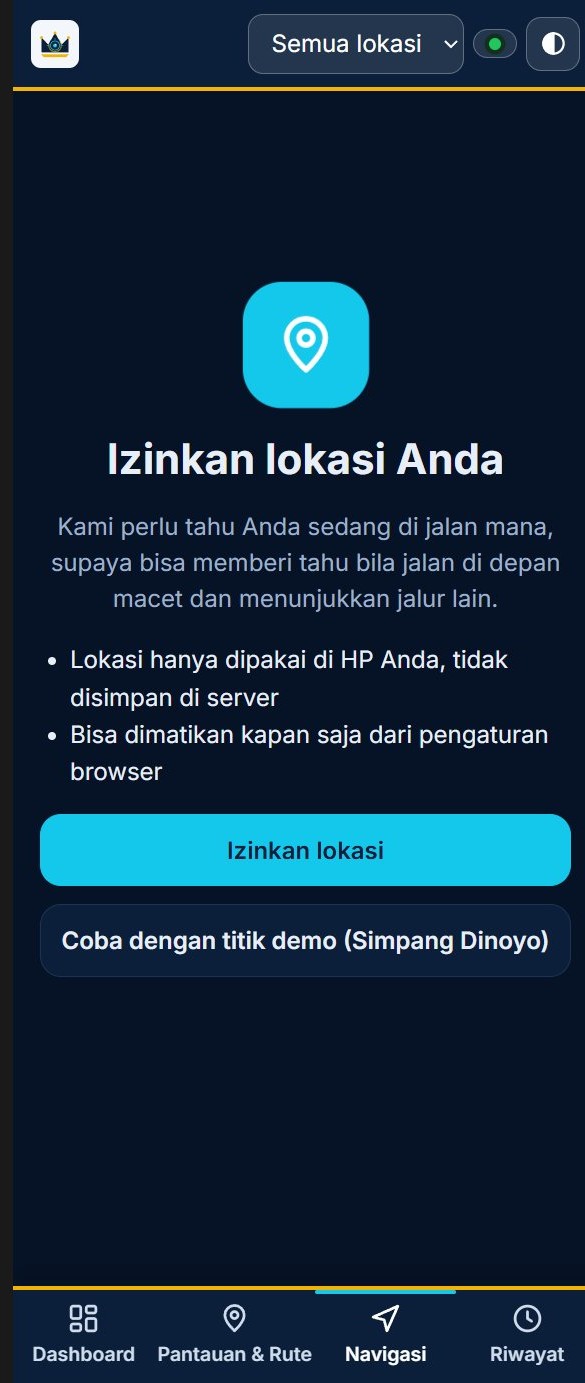 Semua lokasi
Izinkan lokasi Anda
Kami perlu tahu Anda sedang di jalan mana,
supaya bisa memberi tahu bila jalan di depan
macet dan menunjukkan jalur lain.
• Lokasi hanya dipakai di HP Anda, tidak
disimpan di server
• Bisa dimatikan kapan saja dari pengaturan
browser
Izinkan lokasi
Coba dengan titik demo (Simpang Dinoyo)
Dashboard
Pantauan & Rute
Navigasi
Riwayat